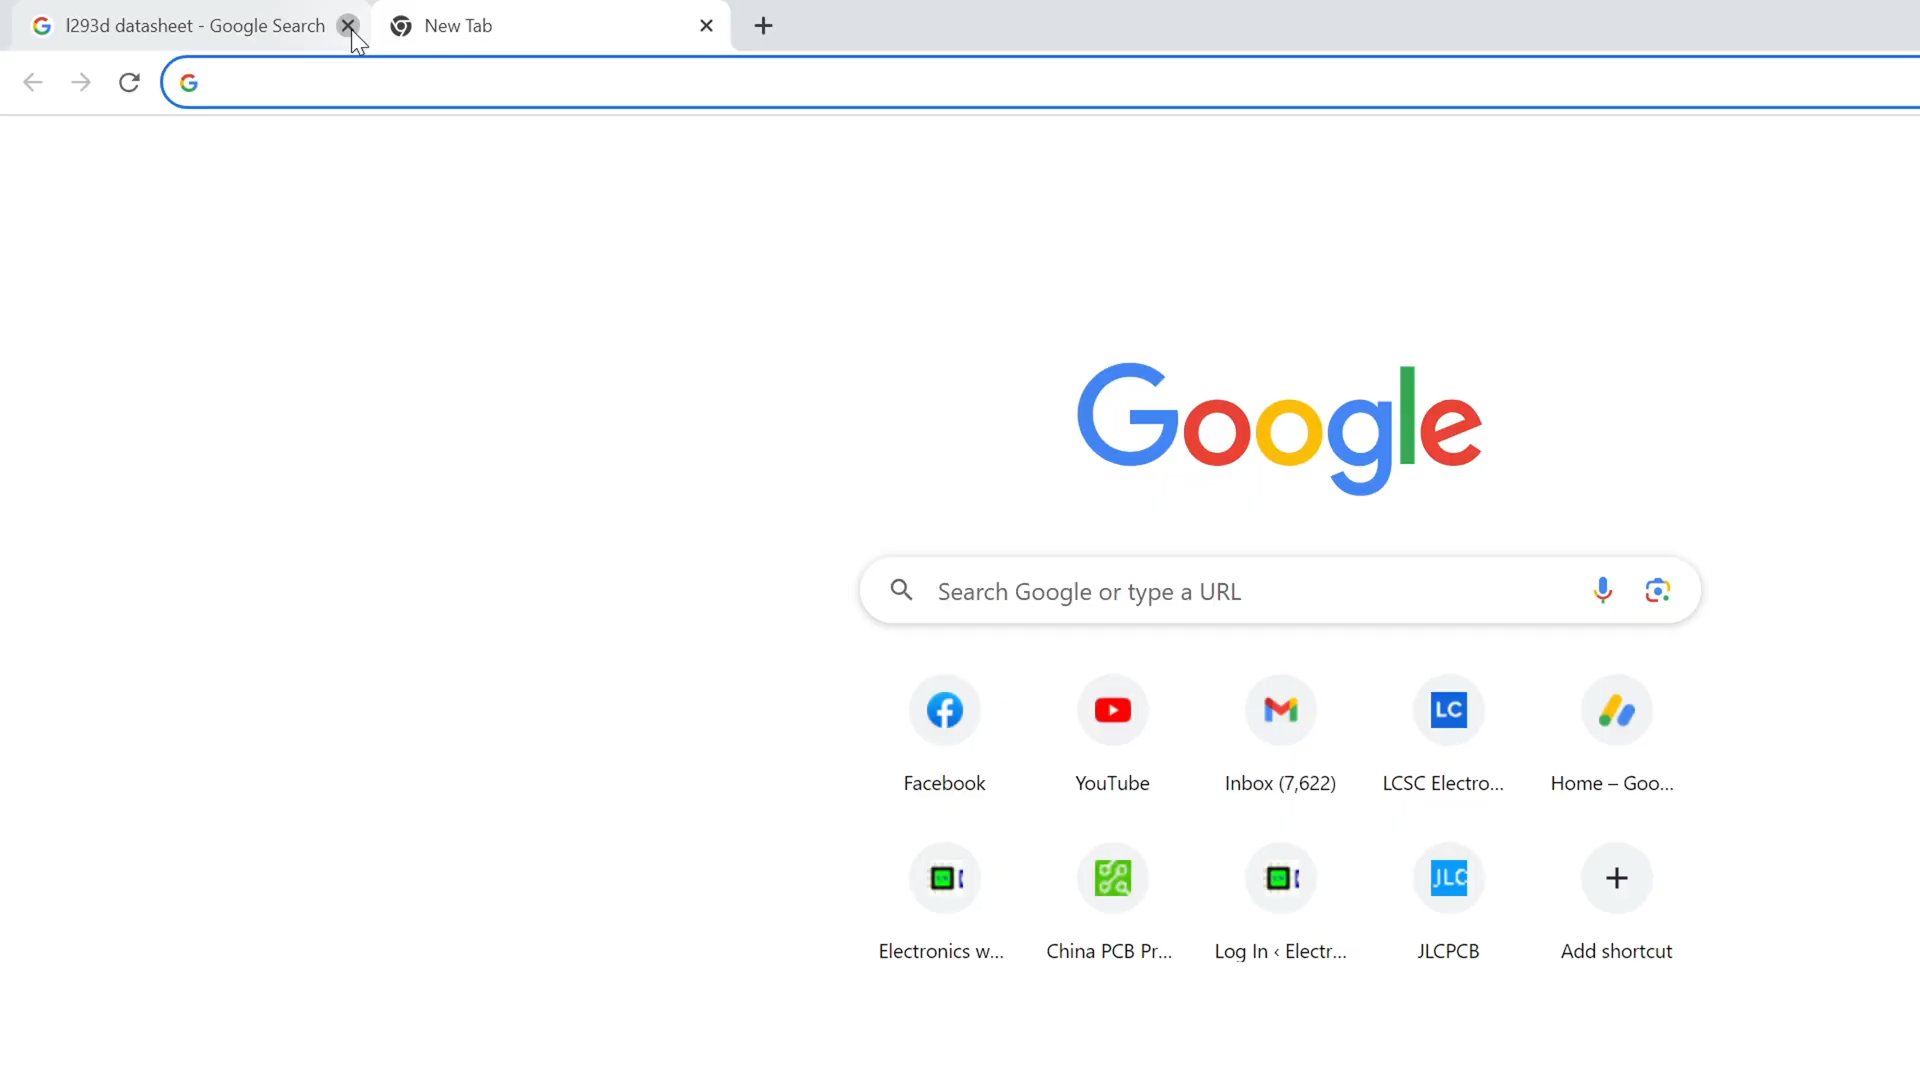 l293d datasheet - Google Search
New Tab
Google
Search Google or type a URL
LC
Facebook
YouTube
Inbox (7,622)
LCSC Electro...
Home – Goo...
JLC
Electronics w...
China PCB Pr...
Log In ‹ Electr...
JLCPCB
Add shortcut